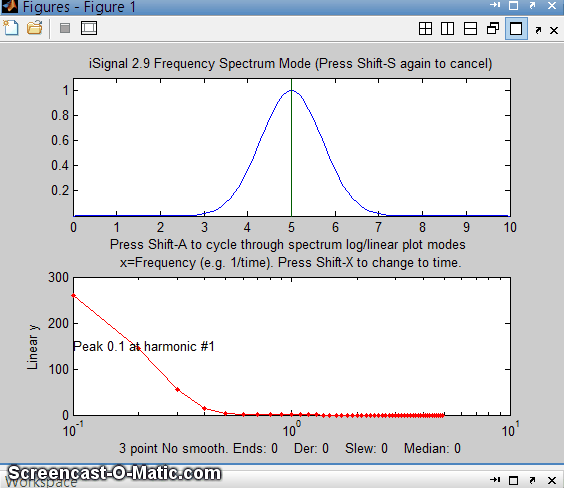 Figures - Figure 1
iSignal 2.9 Frequency Spectrum Mode (Press Shift-S again to cancel)
1
0.8
0.6
0.4
0.2
0 1 2 3 4 5 6 7 8 9 10
Press Shift-A to cycle through spectrum log/linear plot modes
x=Frequency (e.g. 1/time). Press Shift-X to change to time.
300
200
100
0
Linear y
Peak 0.1 at harmonic #1
10^-1 10^0 10^1
3 point No smooth. Ends: 0 Der: 0 Slew: 0 Median: 0
Screencast-O-Matic.com
Workspace